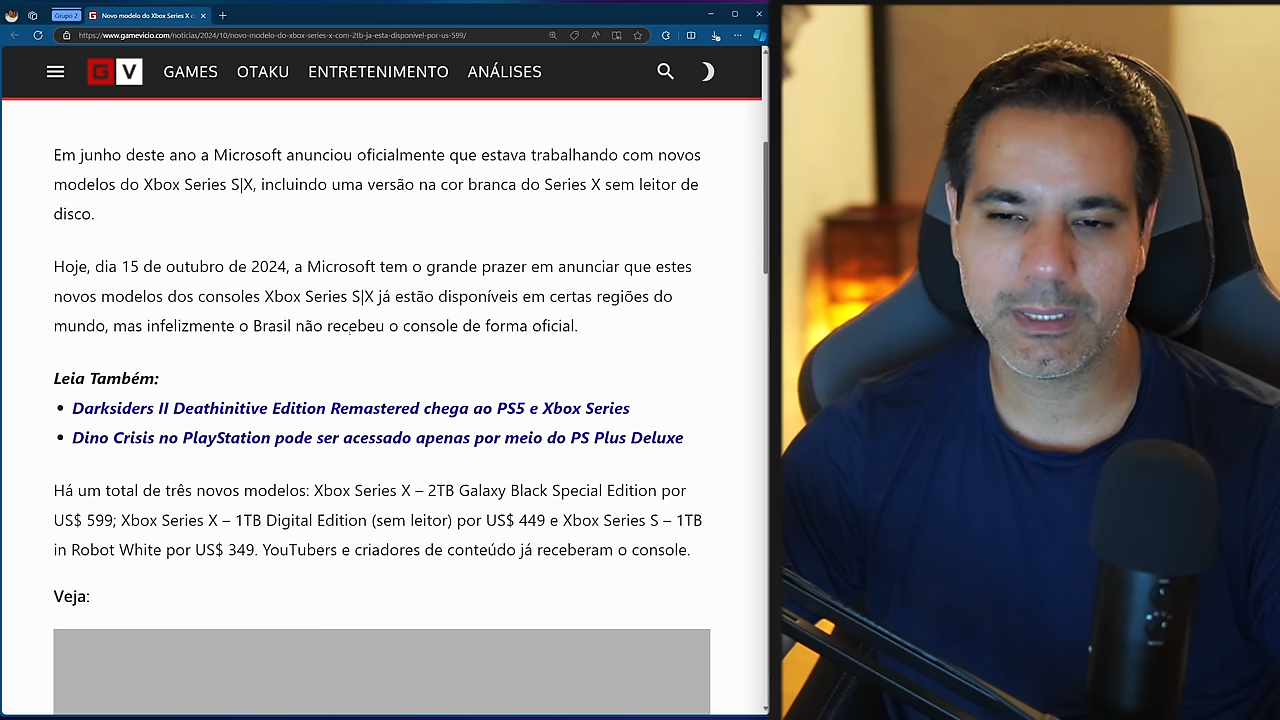 Grupo 2
Novo modelo do Xbox Series X c
https://www.gamevicio.com/noticias/2024/10/novo-modelo-do-xbox-series-x-com-2tb-ja-esta-disponivel-por-us-599/
G V GAMES OTAKU ENTRETENIMENTO ANÁLISES
Em junho deste ano a Microsoft anunciou oficialmente que estava trabalhando com novos
modelos do Xbox Series S|X, incluindo uma versão na cor branca do Series X sem leitor de
disco.
Hoje, dia 15 de outubro de 2024, a Microsoft tem o grande prazer em anunciar que estes
novos modelos dos consoles Xbox Series S|X já estão disponíveis em certas regiões do
mundo, mas infelizmente o Brasil não recebeu o console de forma oficial.
Leia Também:
• Darksiders II Deathinitive Edition Remastered chega ao PS5 e Xbox Series
• Dino Crisis no PlayStation pode ser acessado apenas por meio do PS Plus Deluxe
Há um total de três novos modelos: Xbox Series X – 2TB Galaxy Black Special Edition por
US$ 599; Xbox Series X – 1TB Digital Edition (sem leitor) por US$ 449 e Xbox Series S – 1TB
in Robot White por US$ 349. YouTubers e criadores de conteúdo já receberam o console.
Veja: